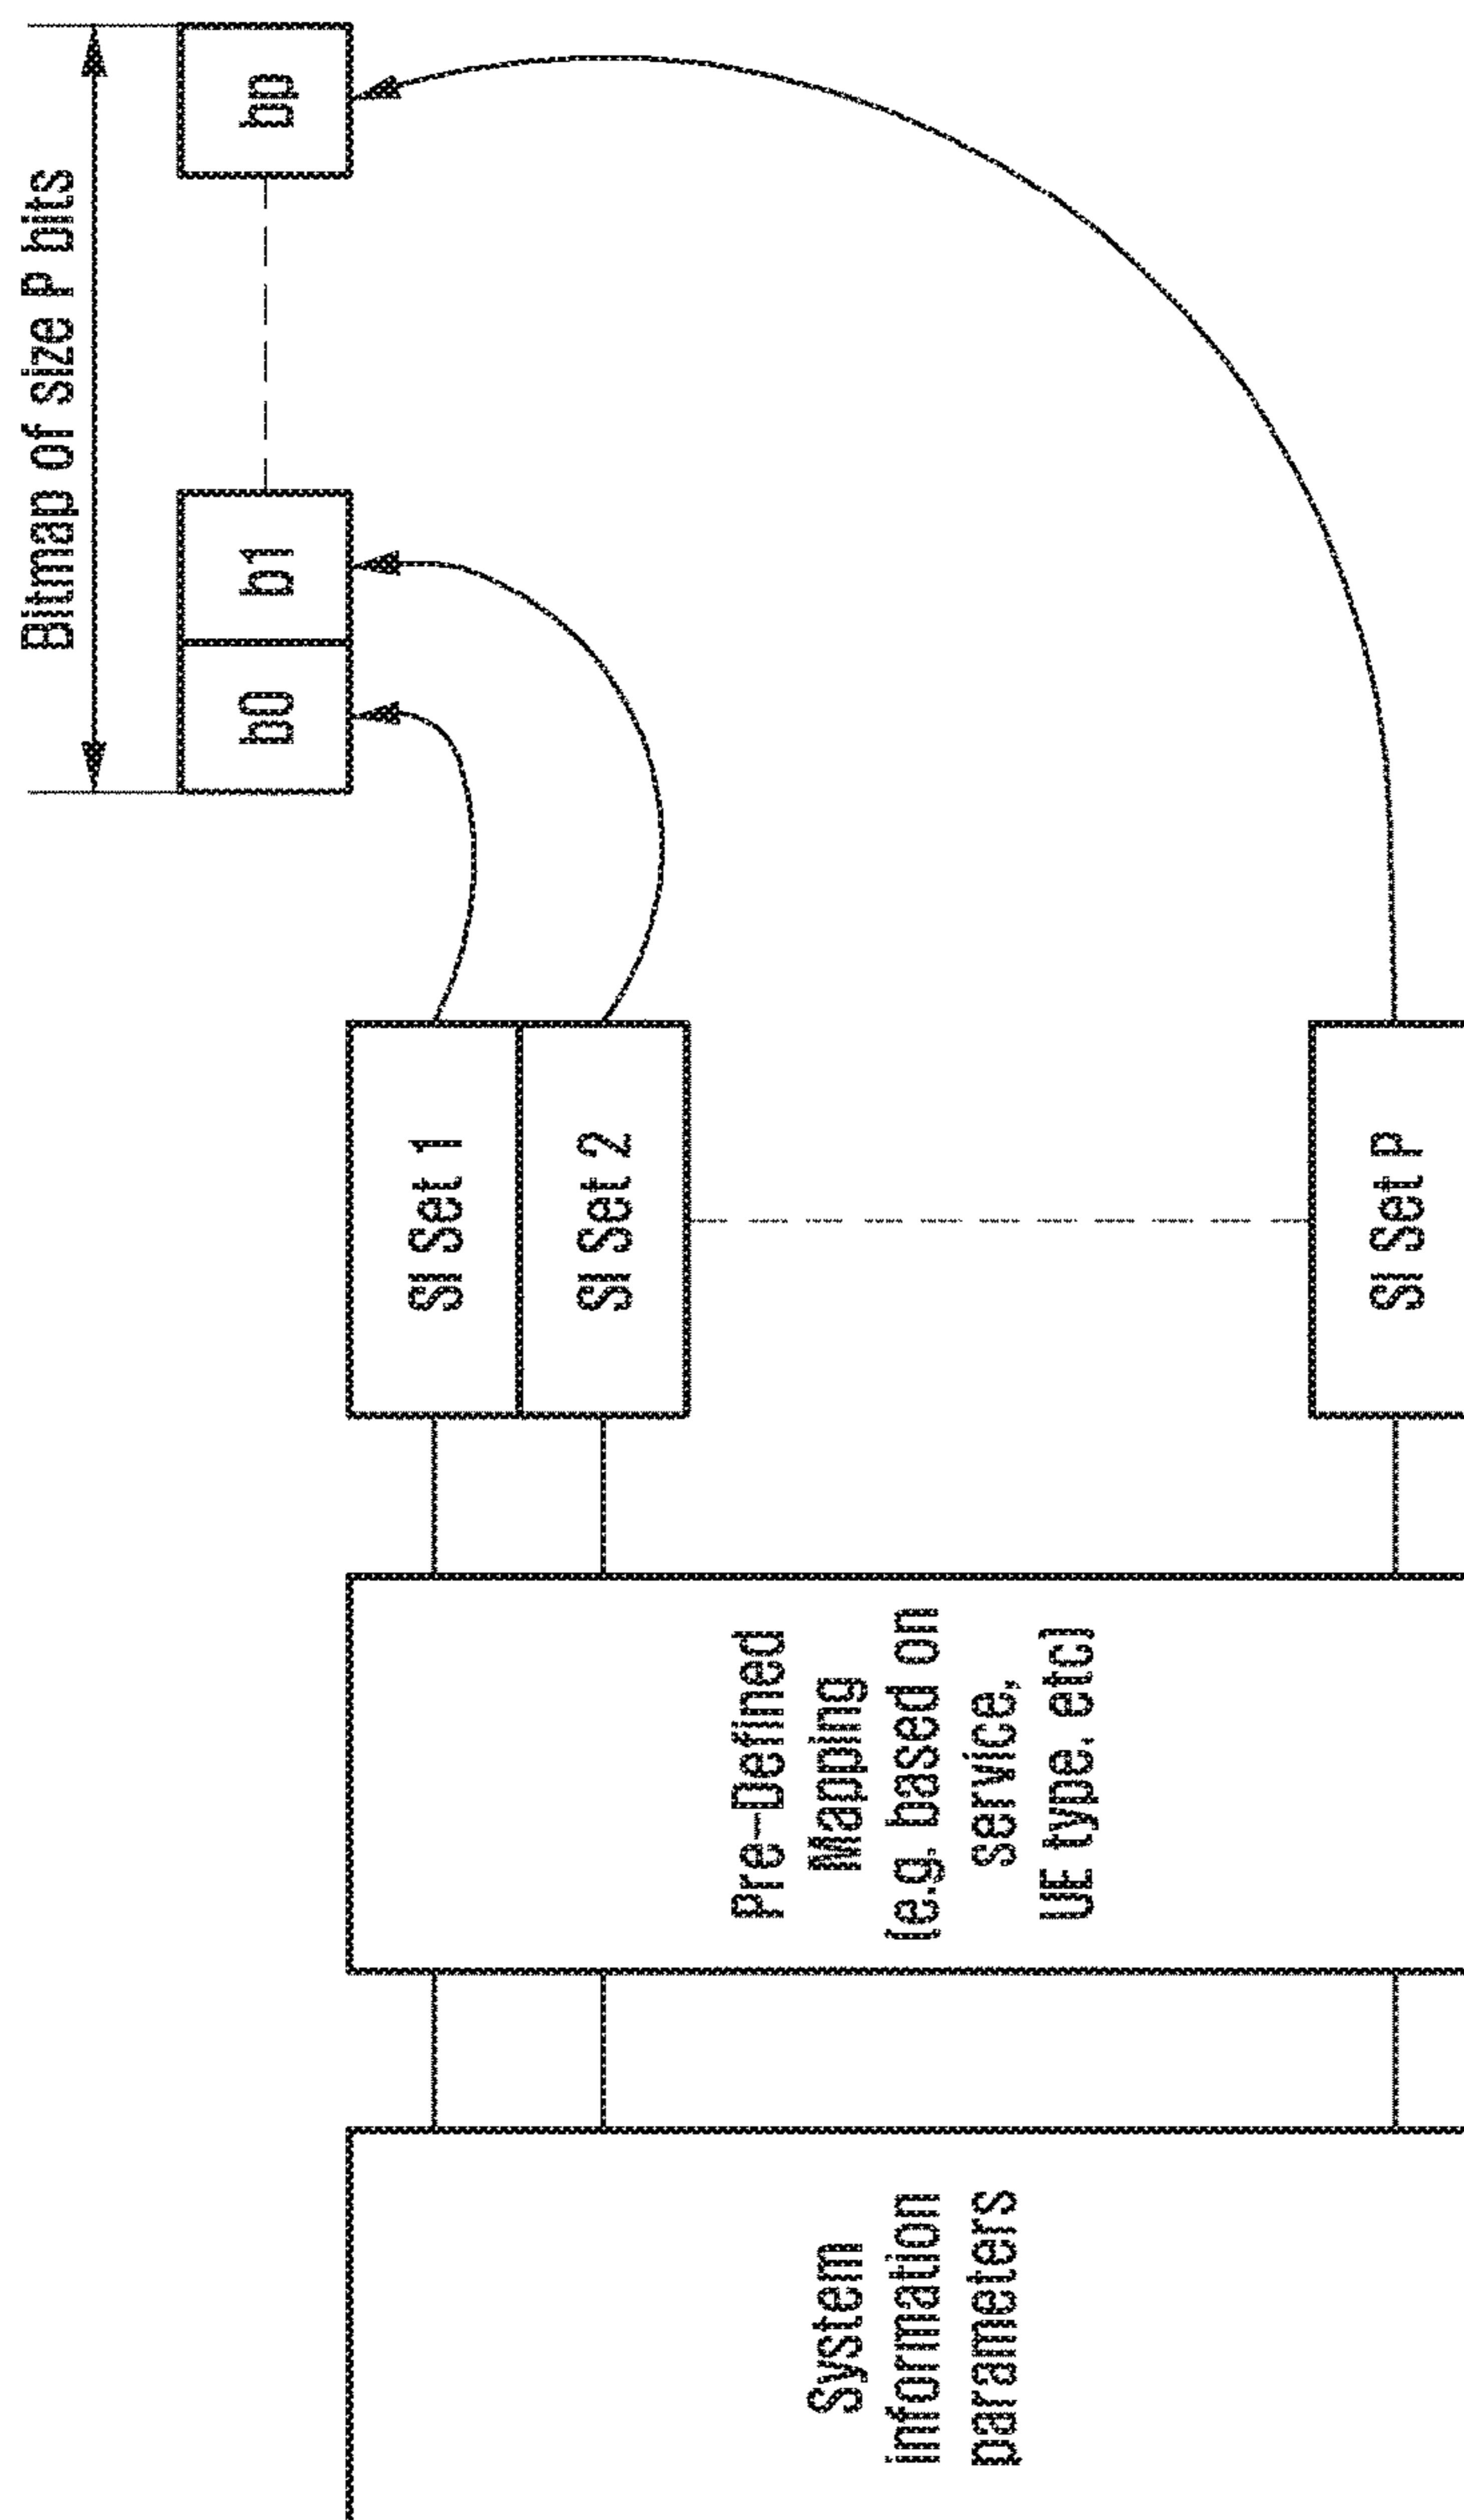 Bitmap of size P bits
b0
b1
bp
SI Set 1
SI Set 2
SI Set P
Pre-Defined
Mapping
(e.g. based on
service,
UE type, etc)
System
information
parameters